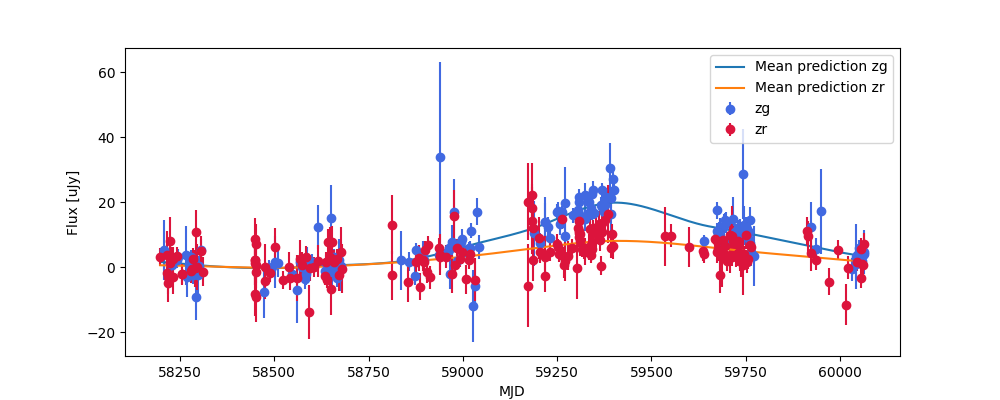 Mean prediction zg
Mean prediction zr
zg
zr
Flux [uJy]
60
40
20
0
−20
58250 58500 58750 59000 59250 59500 59750 60000
MJD